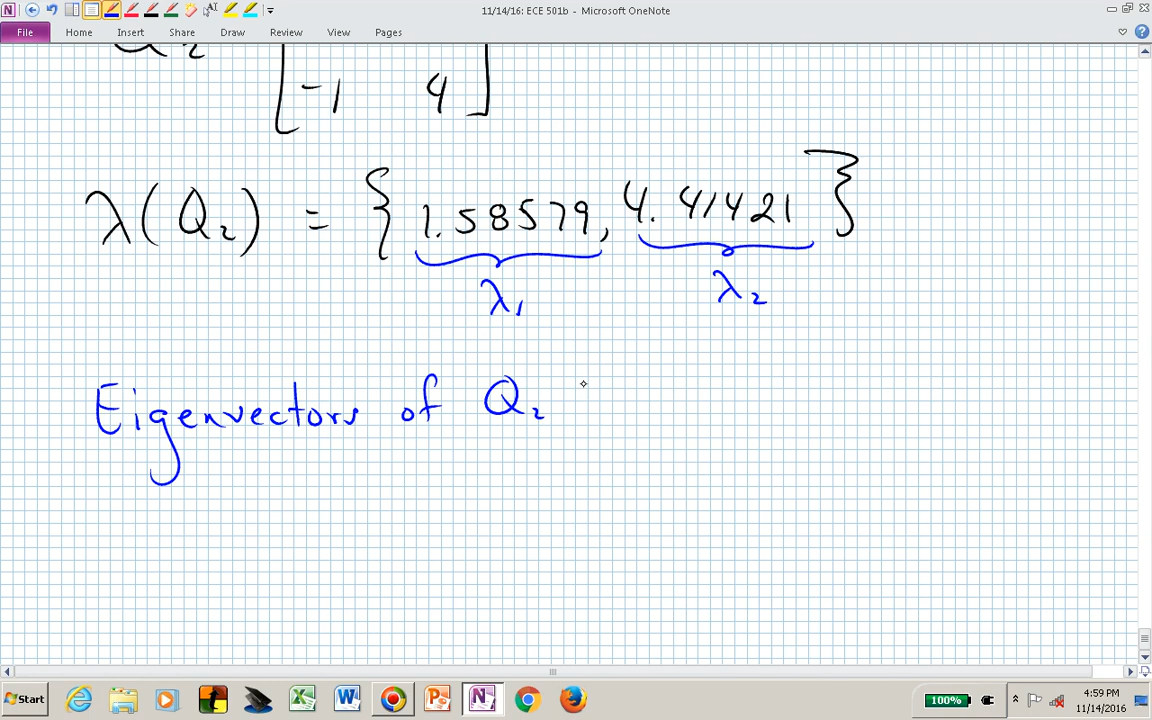 11/14/16: ECE 501b - Microsoft OneNote
File Home Insert Share Draw Review View Pages
Q₂
-1 4
λ(Q₂) = {1.58579, 4.41421}
λ₁ λ₂
Eigenvectors of Q₂
Start
100%
4:59 PM
11/14/2016